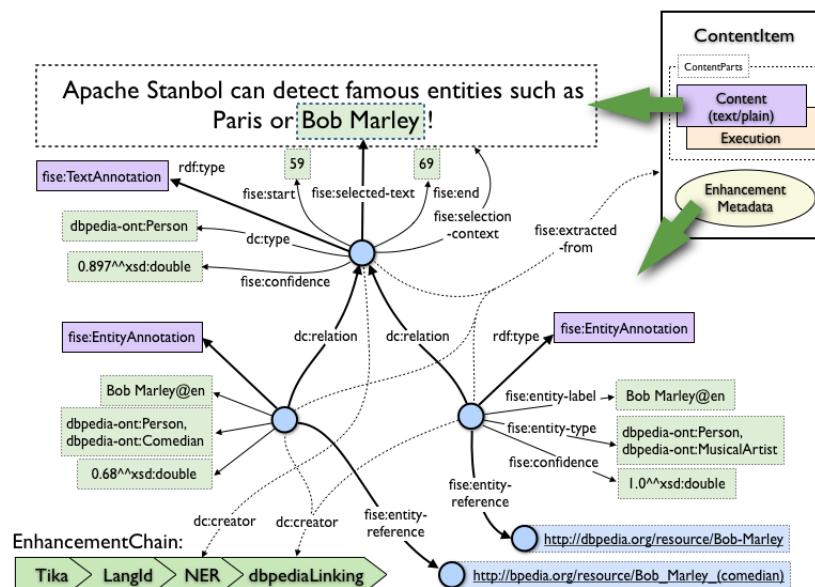 ContentItem
ContentParts
Content
(text/plain)
Execution
Enhancement
Metadata
Apache Stanbol can detect famous entities such as
Paris or Bob Marley !
59
69
rdf:type
fise:TextAnnotation
fise:start
fise:selected-text
fise:end
fise:selection
-context
fise:extracted
-from
dbpedia-ont:Person
dc:type
0.897^^xsd:double
fise:confidence
fise:EntityAnnotation
dc:relation
dc:relation
rdf:type
fise:EntityAnnotation
Bob Marley@en
dbpedia-ont:Person,
dbpedia-ont:Comedian
0.68^^xsd:double
fise:entity-label
Bob Marley@en
fise:entity-type
dbpedia-ont:Person,
dbpedia-ont:MusicalArtist
fise:confidence
1.0^^xsd:double
dc:creator
dc:creator
fise:entity-
reference
fise:entity-
reference
http://dbpedia.org/resource/Bob-Marley
http://bpedia.org/resource/Bob_Marley_(comedian)
EnhancementChain:
Tika
LangId
NER
dbpediaLinking